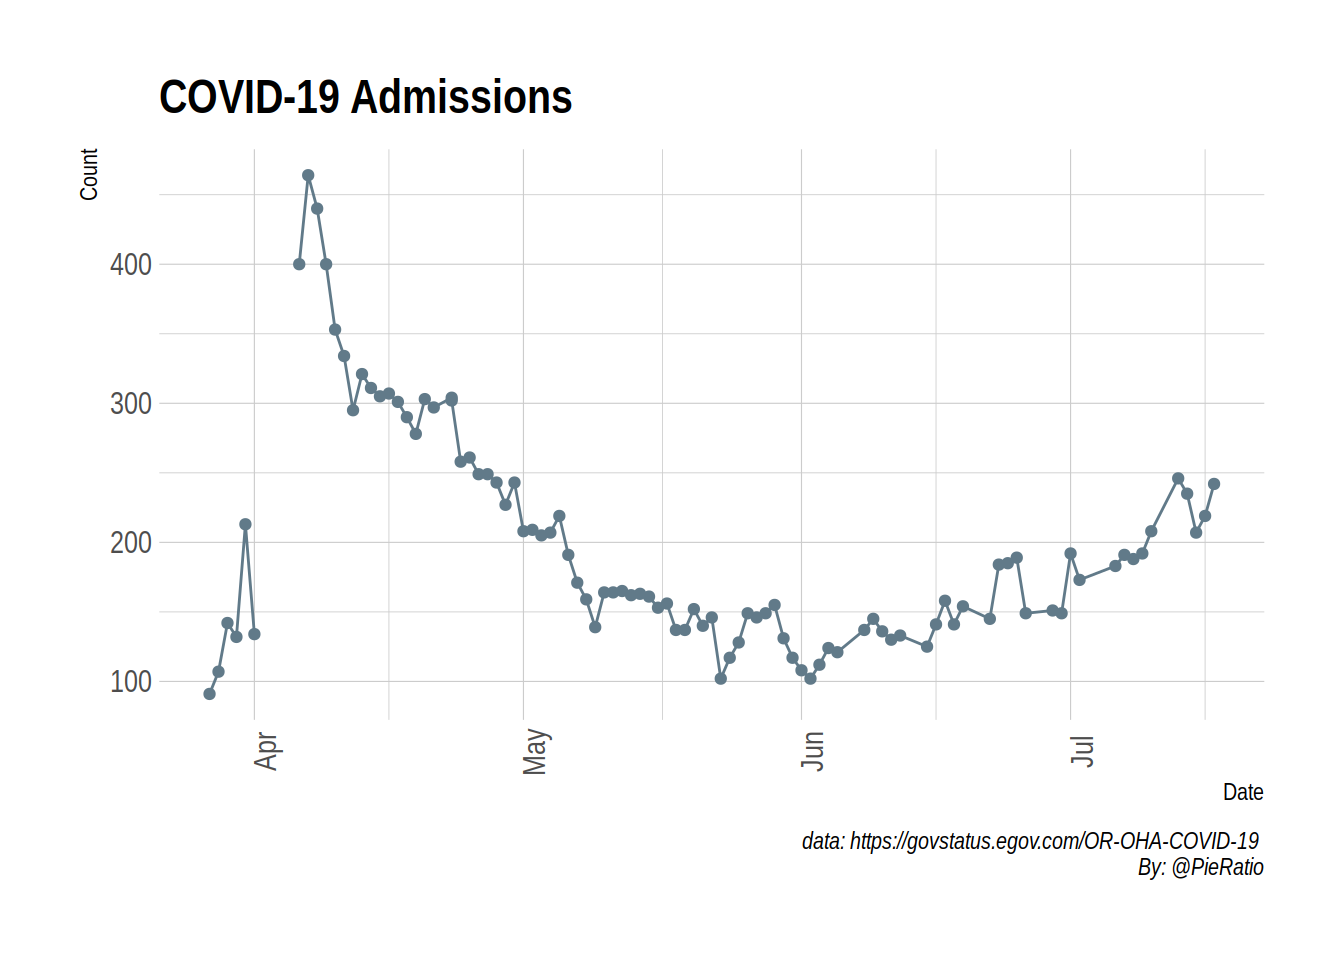 COVID-19 Admissions
Count
400
300
200
100
Apr
May
Jun
Jul
Date
data: https://govstatus.egov.com/OR-OHA-COVID-19
By: @PieRatio